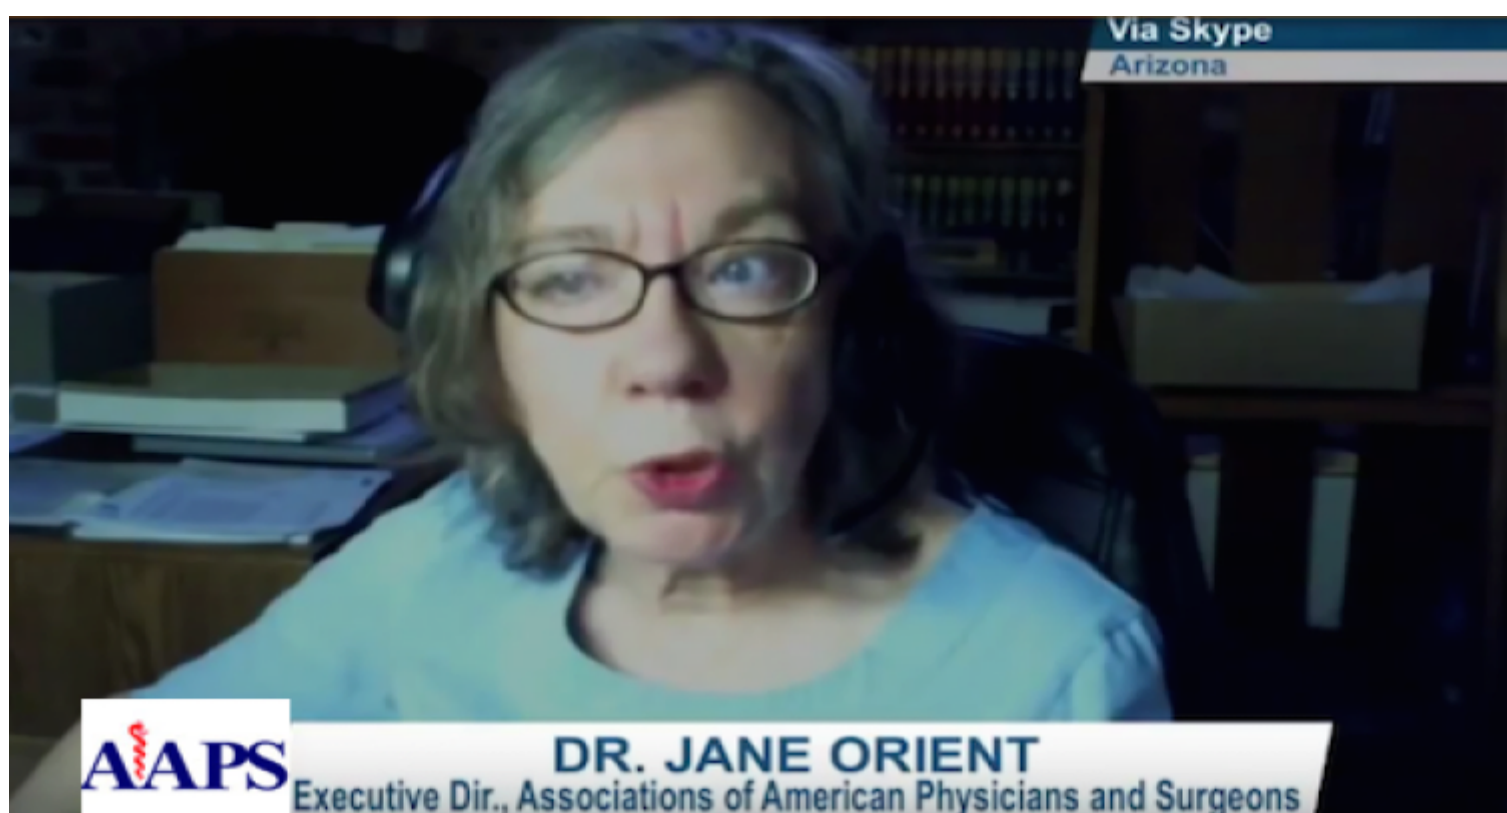 Via Skype
Arizona
AAPS
DR. JANE ORIENT
Executive Dir., Associations of American Physicians and Surgeons